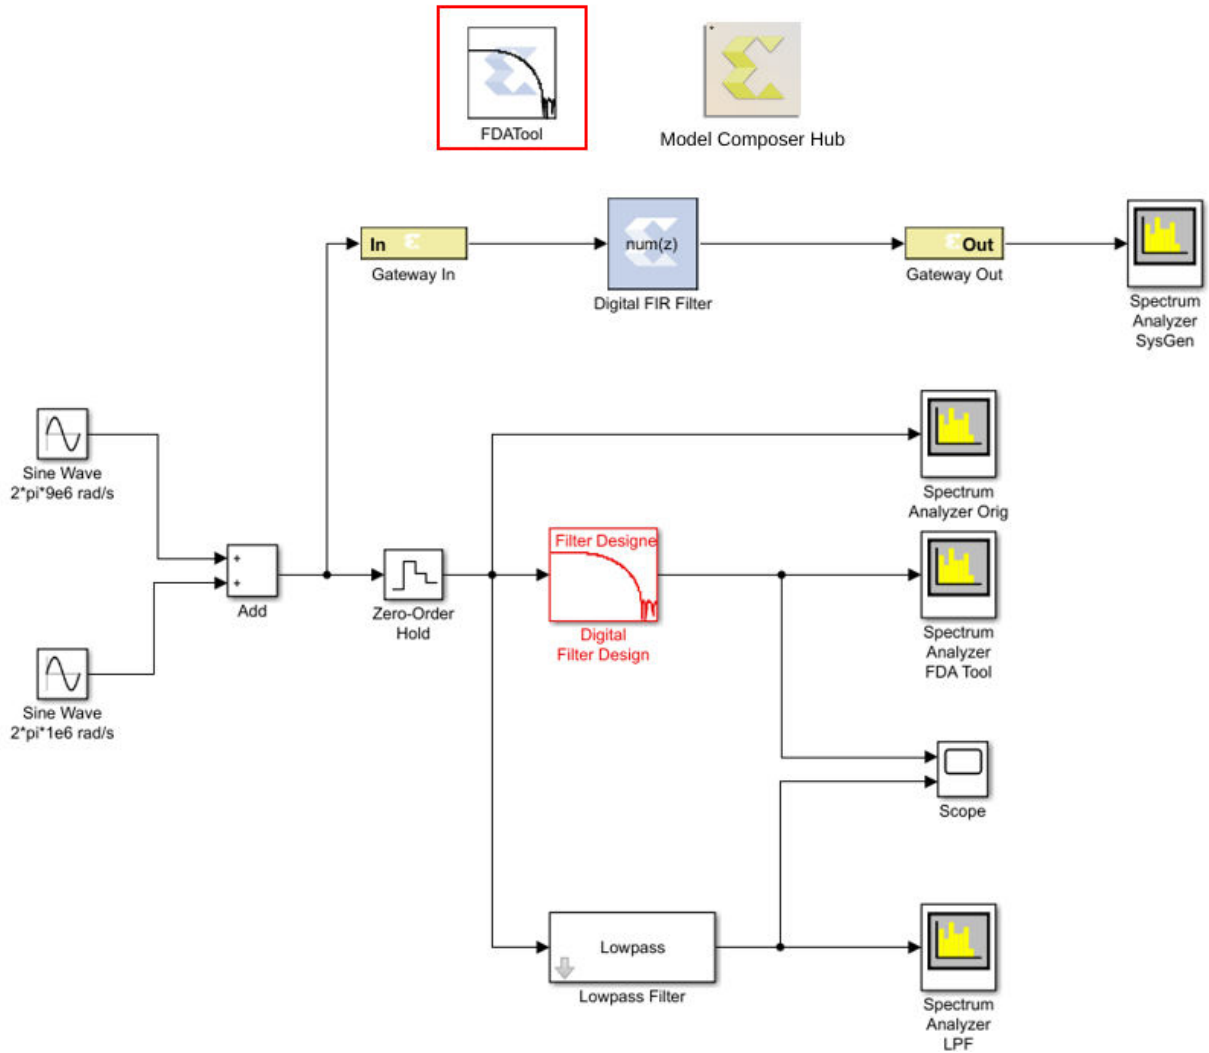 FDATool
Model Composer Hub
In
Gateway In
num(z)
Digital FIR Filter
Out
Gateway Out
Spectrum
Analyzer
SysGen
Sine Wave
2*pi*9e6 rad/s
Spectrum
Analyzer Orig
+
+
Add
Zero-Order
Hold
Filter Designe
Digital
Filter Design
Spectrum
Analyzer
FDA Tool
Sine Wave
2*pi*1e6 rad/s
Scope
Lowpass
Lowpass Filter
Spectrum
Analyzer
LPF